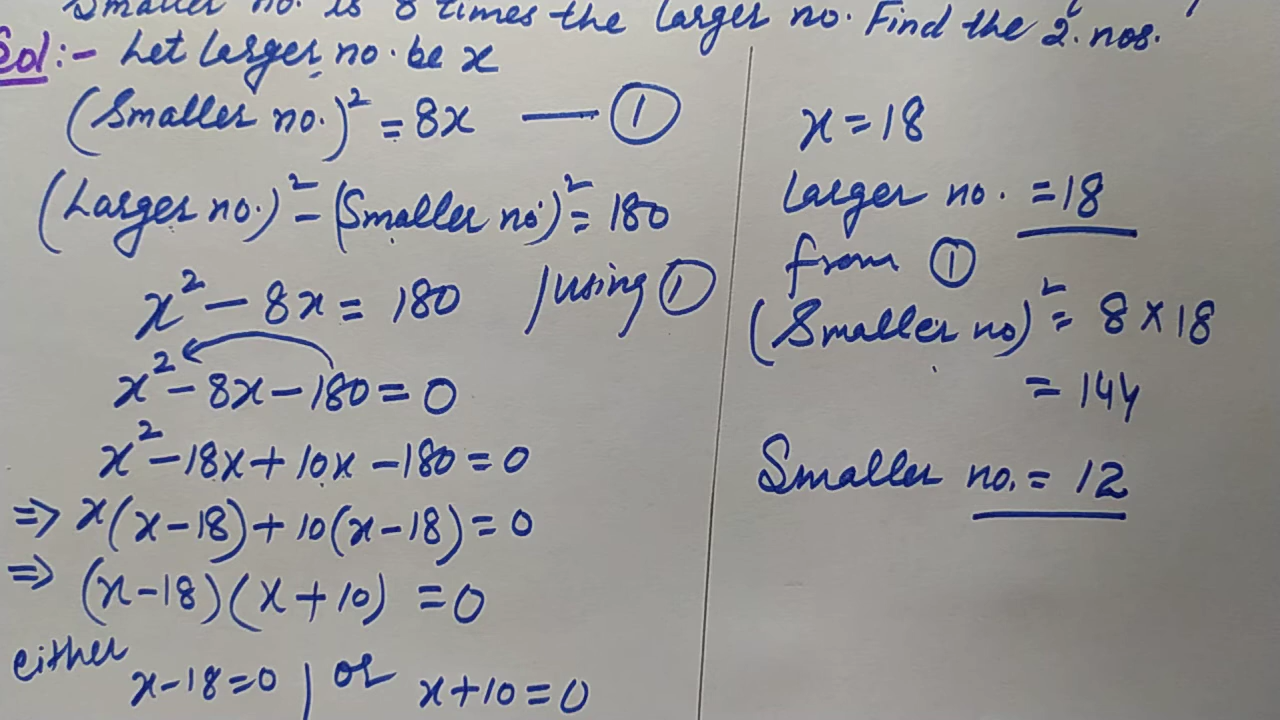 Smaller no. is 8 times the larger no. Find the 2 nos.
Sol:- Let larger no. be x
(Smaller no.)² = 8x — ①
(Larger no.)² - (Smaller no.)² = 180
x² - 8x = 180 / using ①
x² - 8x - 180 = 0
x² - 18x + 10x - 180 = 0
⇒ x(x-18) + 10(x-18) = 0
⇒ (x-18)(x+10) = 0
either x-18=0 / or x+10=0
x = 18
Larger no. = 18
from ①
(Smaller no)² = 8×18
= 144
Smaller no. = 12